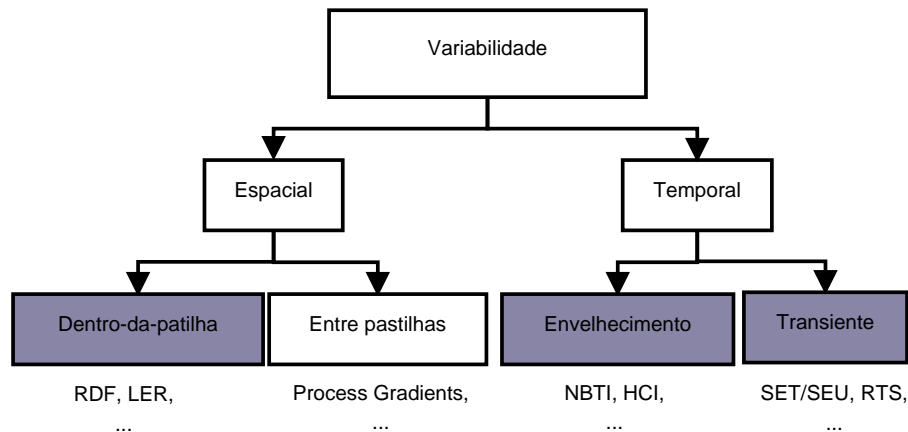 Variabilidade
Espacial
Temporal
Dentro-da-patilha
Entre pastilhas
Envelhecimento
Transiente
RDF, LER,
...
Process Gradients,
...
NBTI, HCI,
...
SET/SEU, RTS,
...